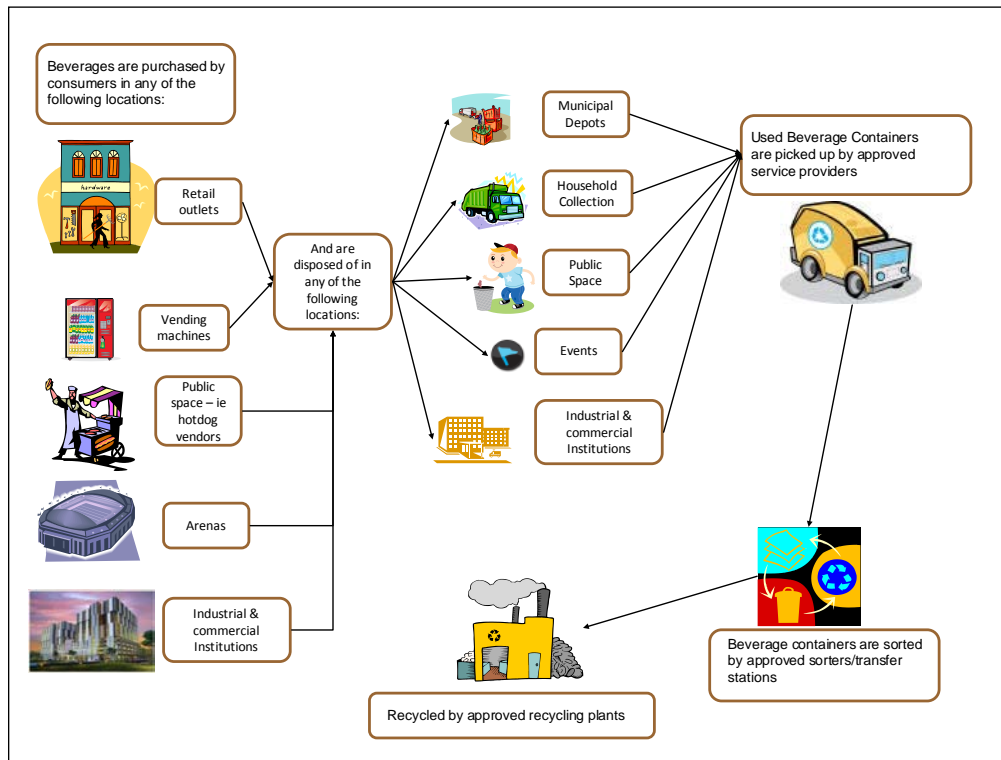 Beverages are purchased by
consumers in any of the
following locations:
hardware
Retail
outlets
Vending
machines
Public
space – ie
hotdog
vendors
Arenas
Industrial &
commercial
Institutions
And are
disposed of in
any of the
following
locations:
Municipal
Depots
Household
Collection
Public
Space
Events
Industrial &
commercial
Institutions
Used Beverage Containers
are picked up by approved
service providers
Beverage containers are sorted
by approved sorters/transfer
stations
Recycled by approved recycling plants